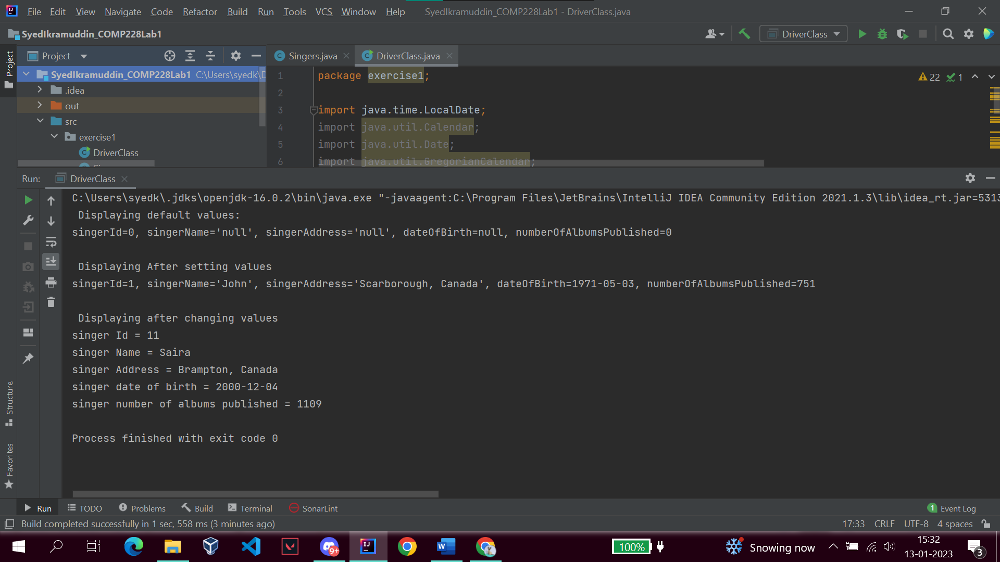 File Edit View Navigate Code Refactor Build Run Tools VCS Window Help SyedIkramuddin_COMP228Lab1 - DriverClass.java
SyedIkramuddin_COMP228Lab1 DriverClass
Project
Project
Singers.java DriverClass.java
SyedIkramuddin_COMP228Lab1 C:\Users\syedk\
.idea
out
src
exercise1
DriverClass
1 package exercise1;
22 1
2
3 import java.time.LocalDate;
4 import java.util.Calendar;
5 import java.util.Date;
6 import java.util.GregorianCalendar;
Run: DriverClass
C:\Users\syedk\.jdks\openjdk-16.0.2\bin\java.exe "-javaagent:C:\Program Files\JetBrains\IntelliJ IDEA Community Edition 2021.1.3\lib\idea_rt.jar=5313
Displaying default values:
singerId=0, singerName='null', singerAddress='null', dateOfBirth=null, numberOfAlbumsPublished=0
Displaying After setting values
singerId=1, singerName='John', singerAddress='Scarborough, Canada', dateOfBirth=1971-05-03, numberOfAlbumsPublished=751
Displaying after changing values
singer Id = 11
singer Name = Saira
singer Address = Brampton, Canada
singer date of birth = 2000-12-04
singer number of albums published = 1109
Process finished with exit code 0
Structure
Favorites
Run TODO Problems Build Terminal SonarLint 1 Event Log
Build completed successfully in 1 sec, 558 ms (3 minutes ago) 17:33 CRLF UTF-8 4 spaces
9+ IJ W 100% Snowing now 15:32
13-01-2023 3